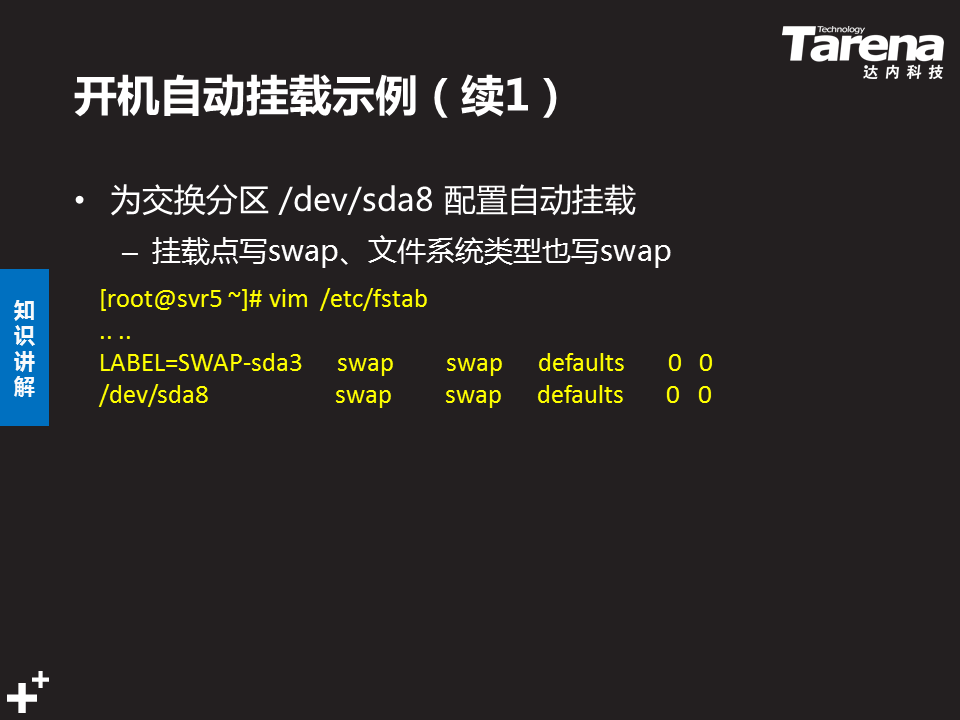 Technology
Tarena
达内科技
开机自动挂载示例（续1）
• 为交换分区 /dev/sda8 配置自动挂载
– 挂载点写swap、文件系统类型也写swap
知识讲解
[root@svr5 ~]# vim /etc/fstab
.. ..
LABEL=SWAP-sda3 swap swap defaults 0 0
/dev/sda8 swap swap defaults 0 0